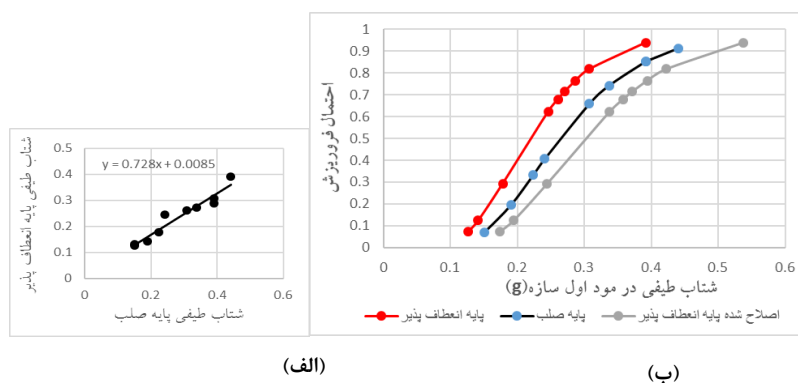 احتمال فروریزش
1
0.9
0.8
0.7
0.6
0.5
0.4
0.3
0.2
0.1
0
0 0.1 0.2 0.3 0.4 0.5 0.6
شتاب طیفی در مود اول سازه(g)
پایه انعطاف پذیر
پایه صلب
اصلاح شده پایه انعطاف پذیر
(ب)
شتاب طیفی پایه انعطاف پذیر
0.5
0.4
0.3
0.2
0.1
0
y = 0.728x + 0.0085
0 0.2 0.4 0.6
شتاب طیفی پایه صلب
(الف)